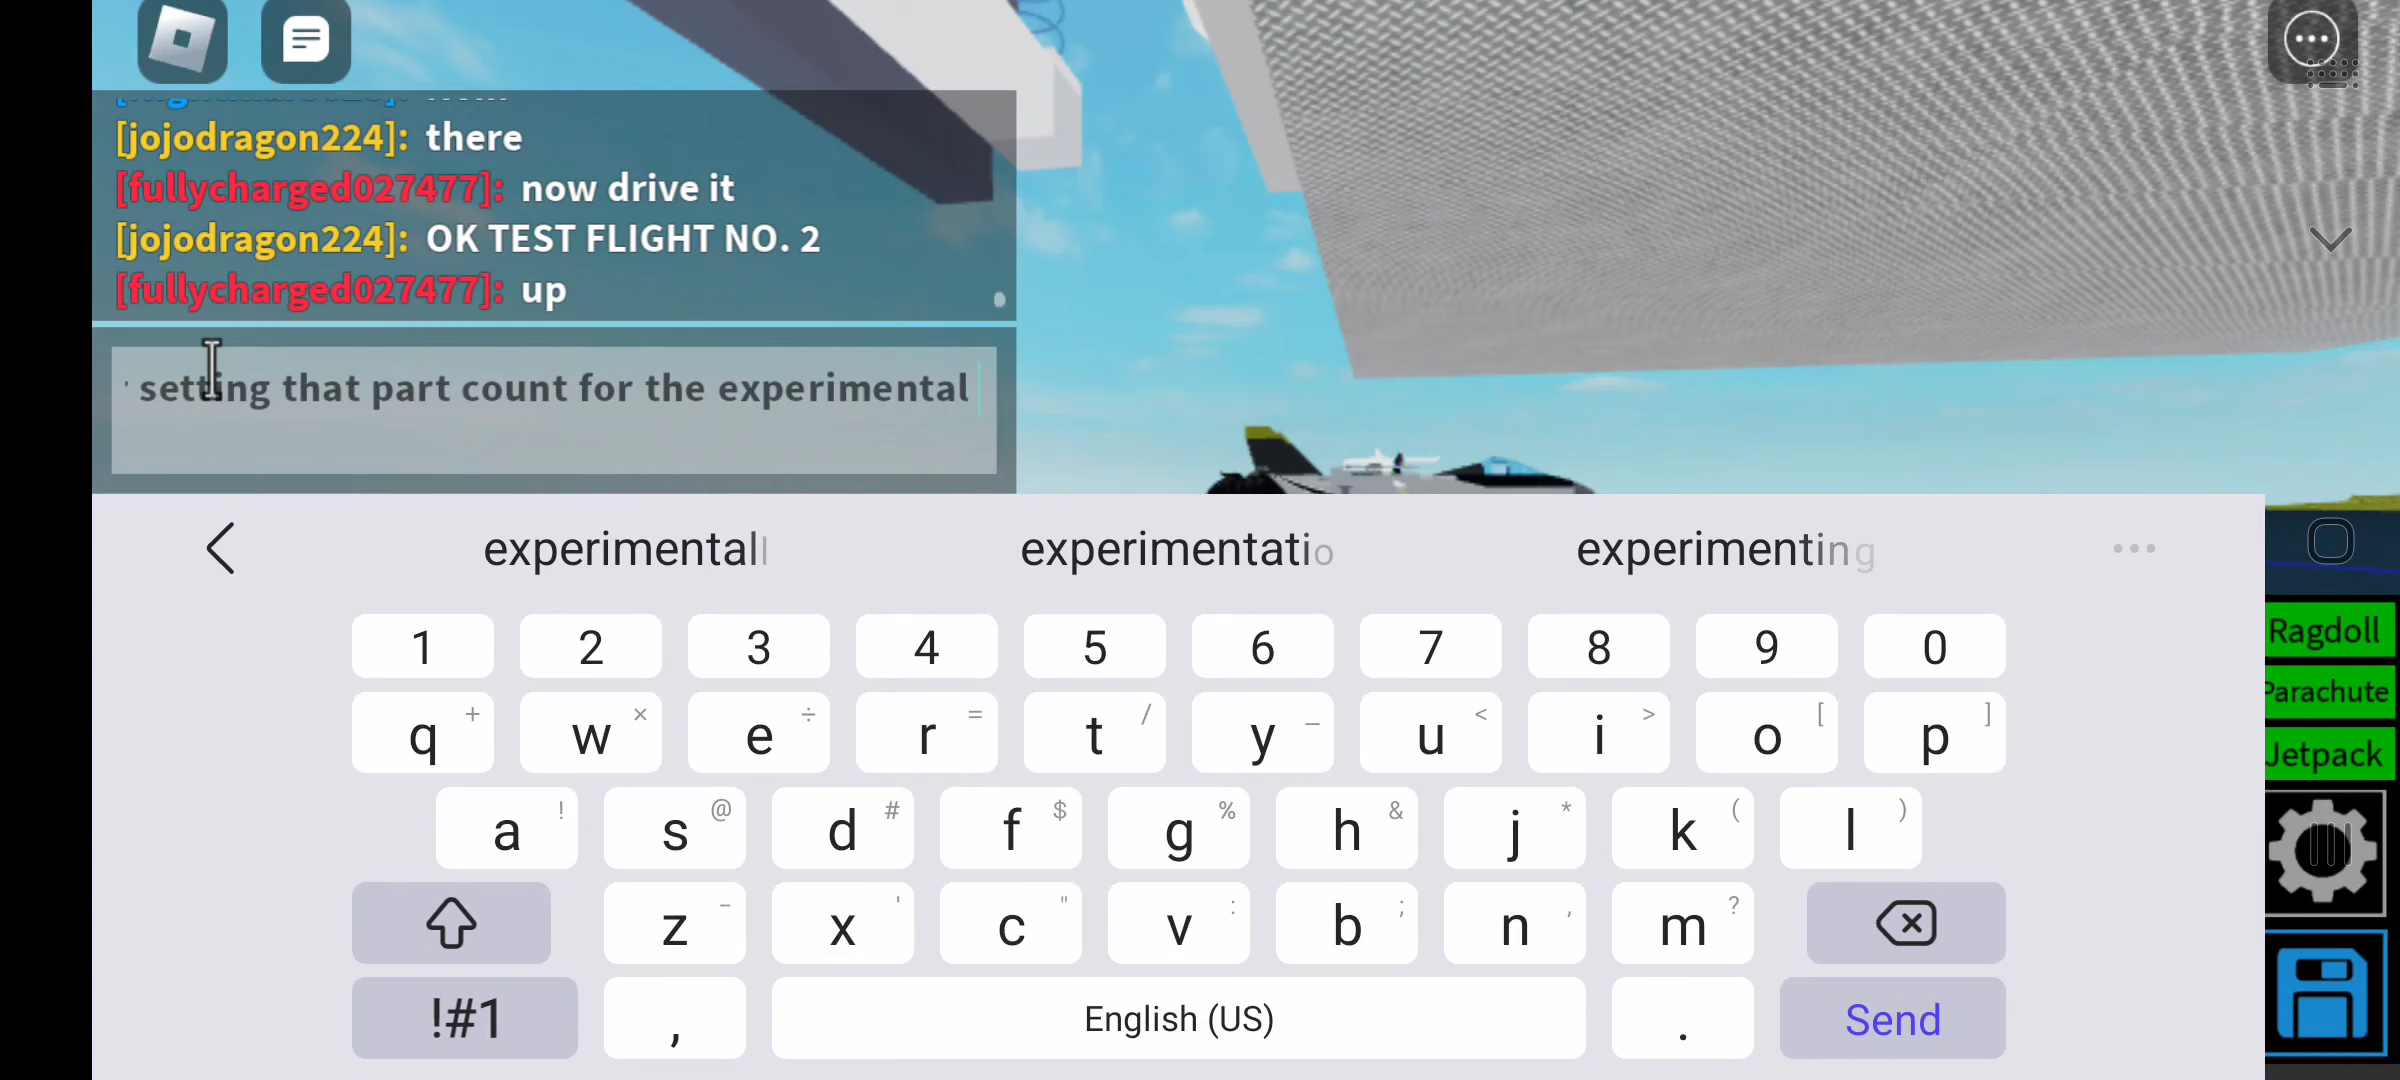 [jojodragon224]: there
[fullycharged027477]: now drive it
[jojodragon224]: OK TEST FLIGHT NO. 2
[fullycharged027477]: up
setting that part count for the experimental
experimentall experimentatio experimenting
1 2 3 4 5 6 7 8 9 0
q + w × e ÷ r = t / y _ u < i > o [ p ]
a ! s @ d # f $ g % h & j * k ( l )
z - x ' c " v : b ; n , m ?
!#1 , English (US) . Send
Ragdoll
Parachute
Jetpack